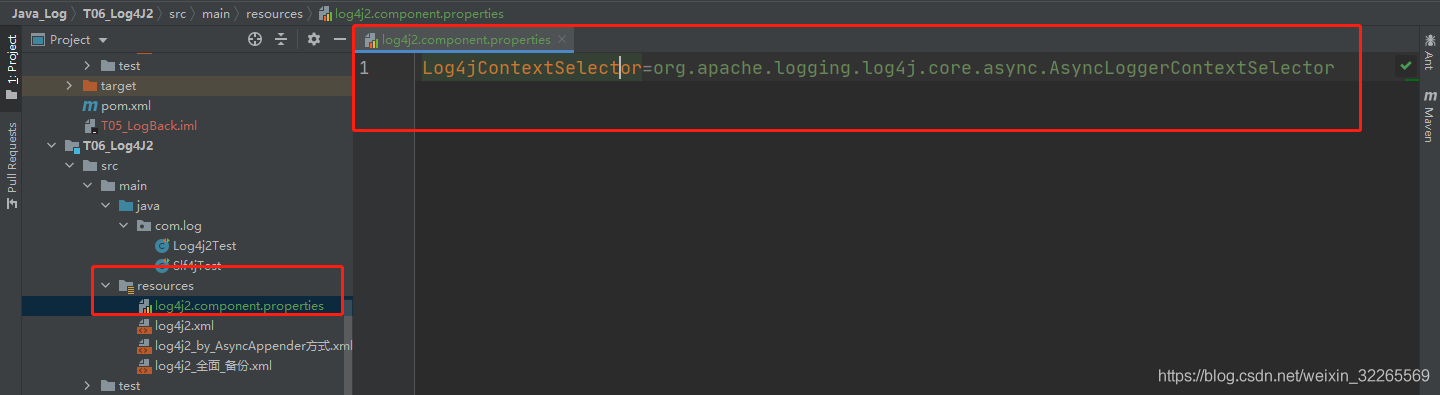 Java_Log 〉 T06_Log4J2 〉 src 〉 main 〉 resources 〉 log4j2.component.properties
1: Project
Pull Requests
Project
test
target
pom.xml
T05_LogBack.iml
T06_Log4J2
src
main
java
com.log
Log4j2Test
Slf4jTest
resources
log4j2.component.properties
log4j2.xml
log4j2_by_AsyncAppender方式.xml
log4j2_全面_备份.xml
test
log4j2.component.properties
1 Log4jContextSelector=org.apache.logging.log4j.core.async.AsyncLoggerContextSelector
Ant
Maven
https://blog.csdn.net/weixin_32265569